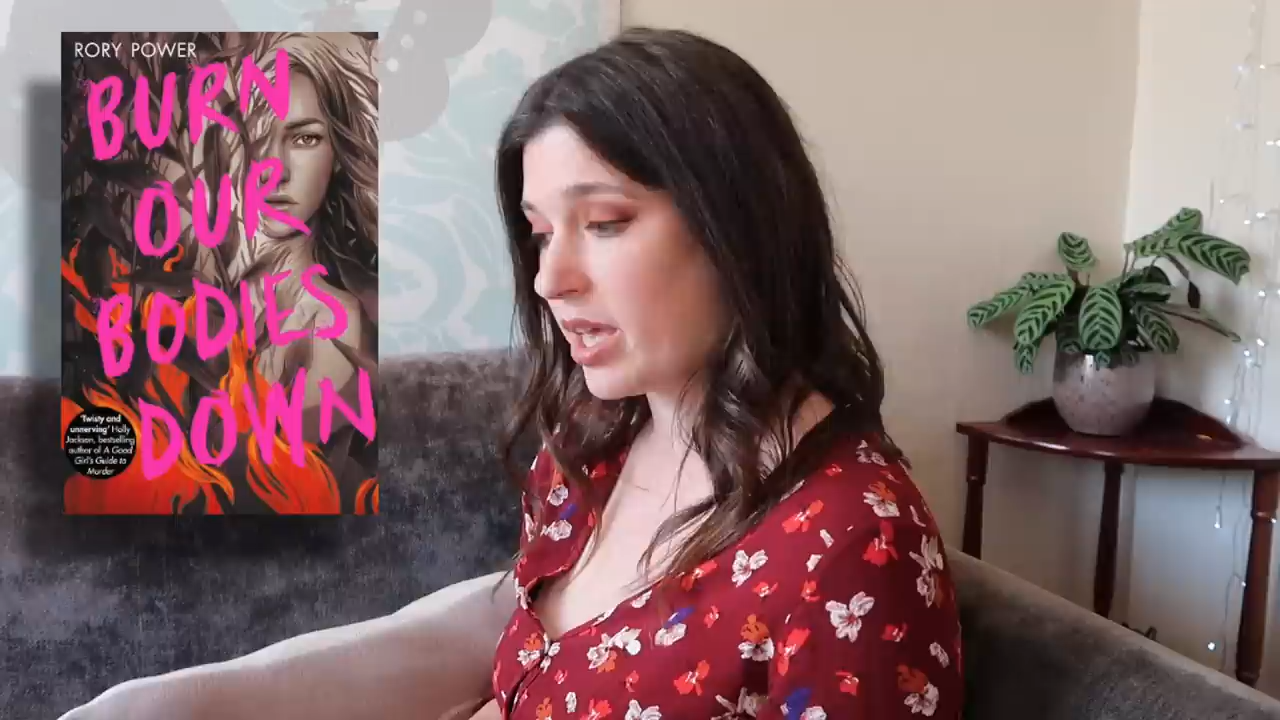 RORY POWER
BURN
OUR
BODIES
DOWN
'Twisty and
unnerving' Holly
Jackson, bestselling
author of A Good
Girl's Guide to
Murder